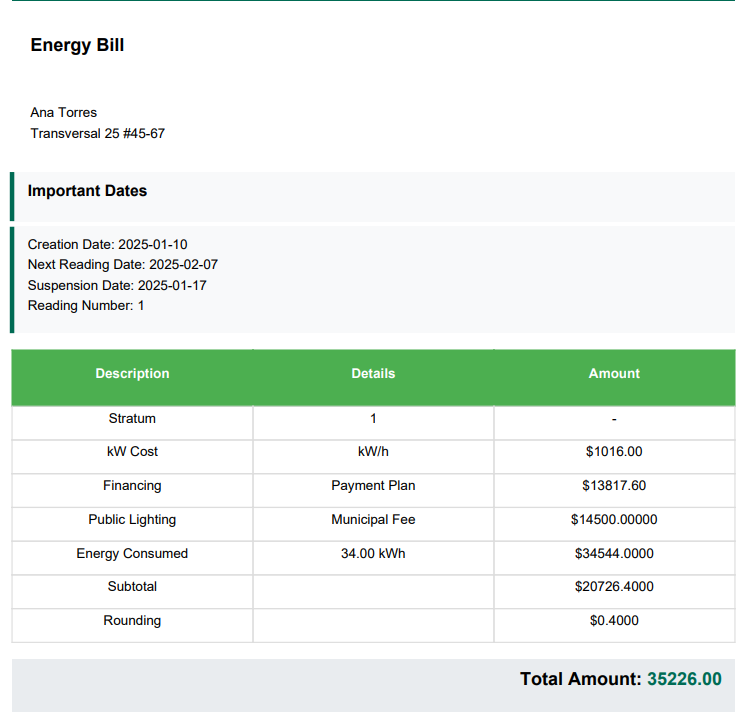 Energy Bill
Ana Torres
Transversal 25 #45-67
Important Dates
Creation Date: 2025-01-10
Next Reading Date: 2025-02-07
Suspension Date: 2025-01-17
Reading Number: 1
Description Details Amount
Stratum 1 -
kW Cost kW/h $1016.00
Financing Payment Plan $13817.60
Public Lighting Municipal Fee $14500.00000
Energy Consumed 34.00 kWh $34544.0000
Subtotal $20726.4000
Rounding $0.4000
Total Amount: 35226.00